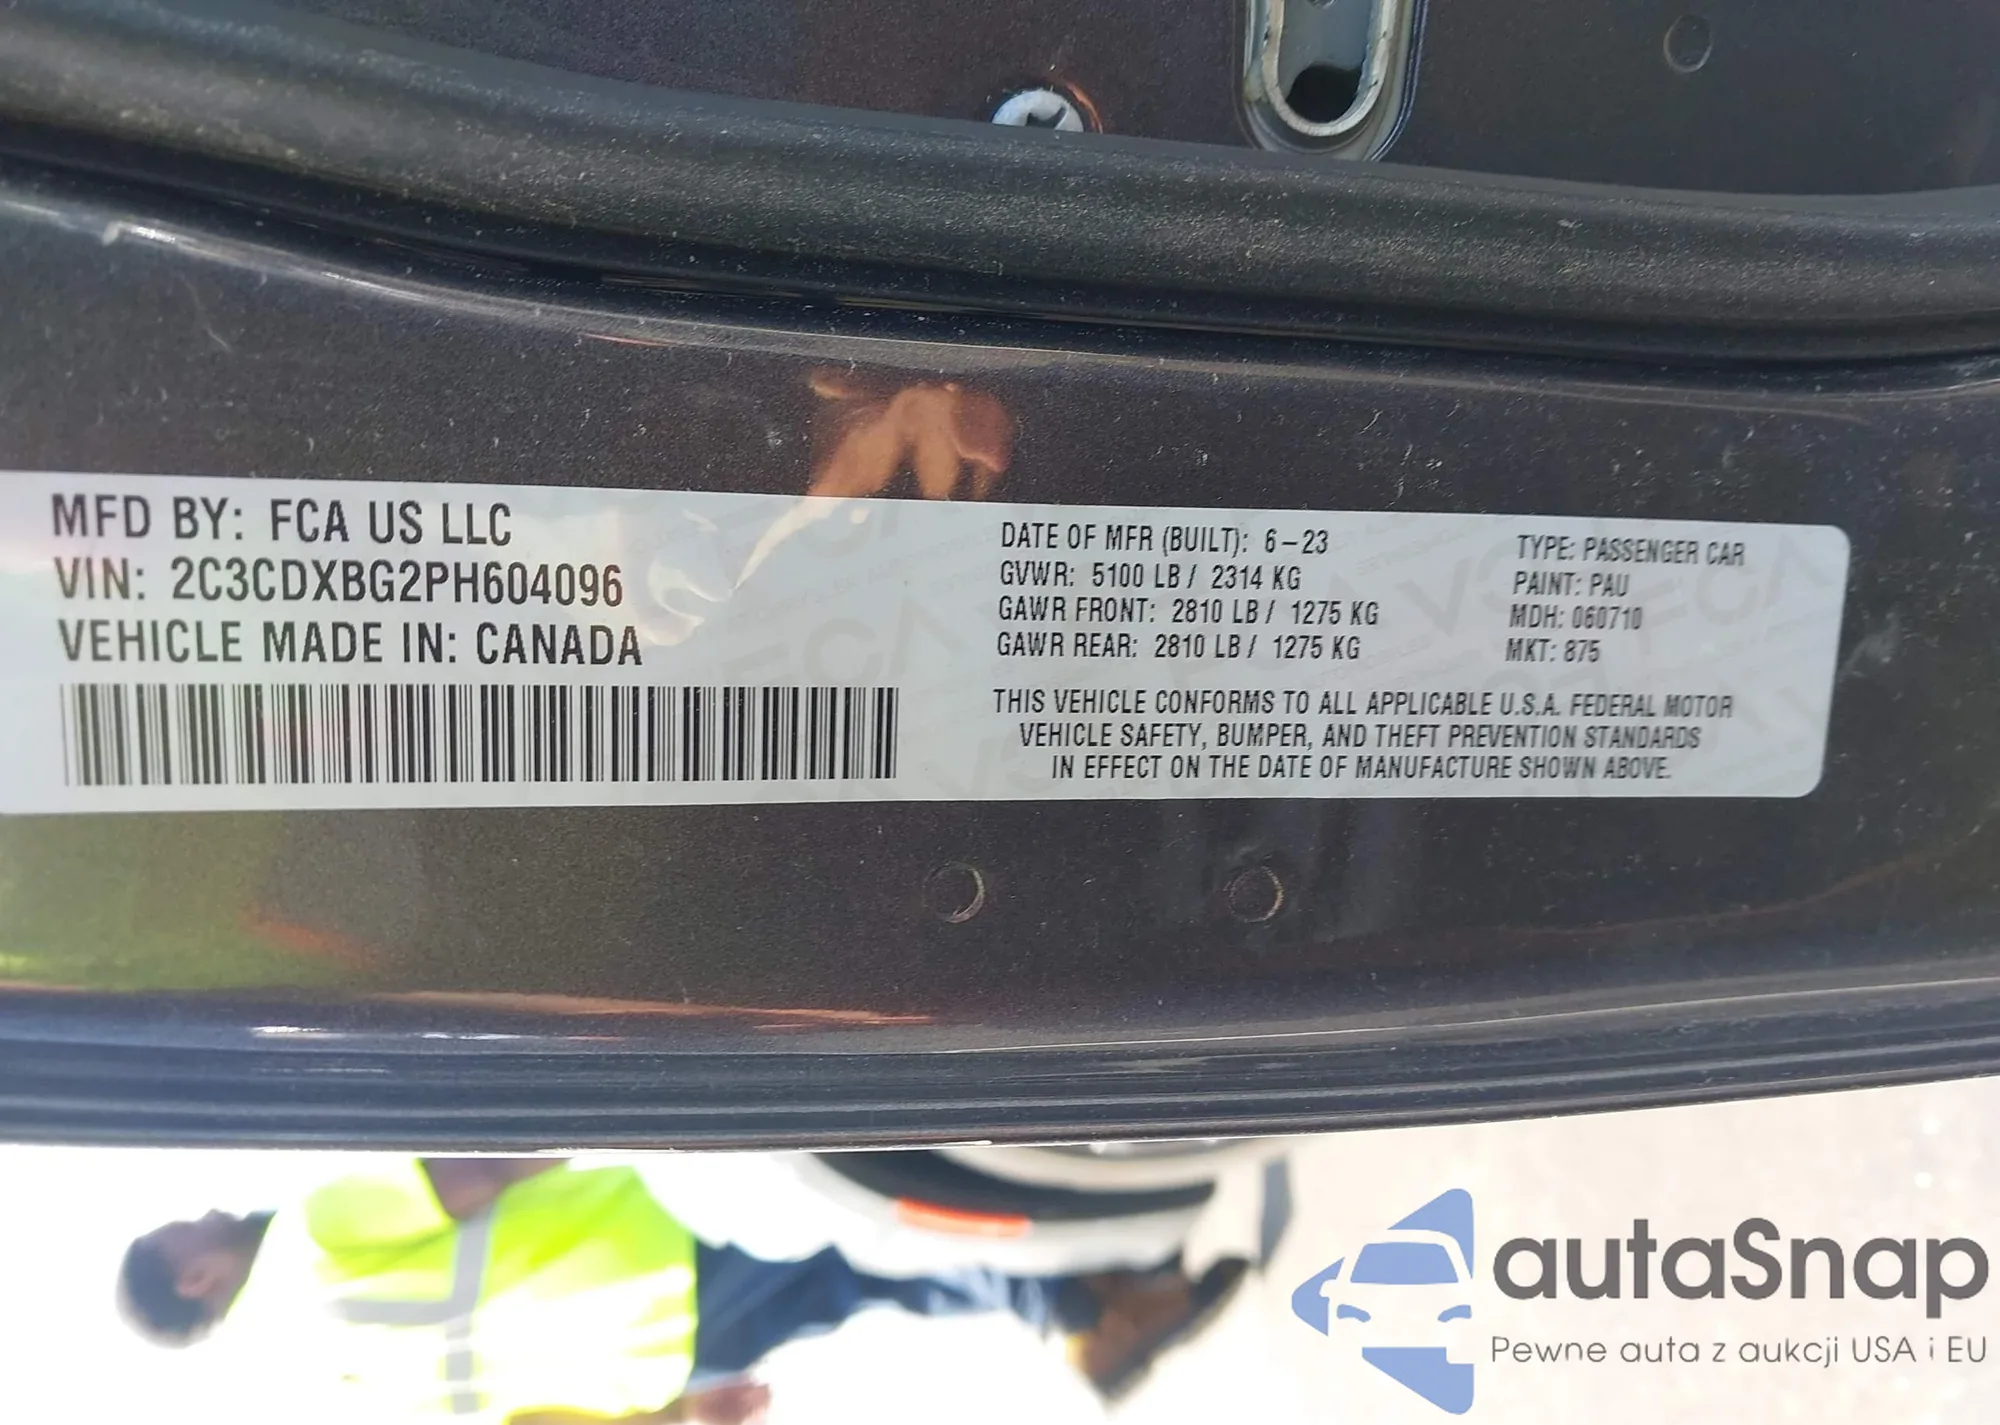 MFD BY: FCA US LLC
VIN: 2C3CDXBG2PH604096
VEHICLE MADE IN: CANADA
DATE OF MFR (BUILT): 6-23
GVWR: 5100 LB / 2314 KG
GAWR FRONT: 2810 LB / 1275 KG
GAWR REAR: 2810 LB / 1275 KG
TYPE: PASSENGER CAR
PAINT: PAU
MDH: 060710
MKT: 875
THIS VEHICLE CONFORMS TO ALL APPLICABLE U.S.A. FEDERAL MOTOR
VEHICLE SAFETY, BUMPER, AND THEFT PREVENTION STANDARDS
IN EFFECT ON THE DATE OF MANUFACTURE SHOWN ABOVE.
autaSnap
Pewne auta z aukcji USA i EU